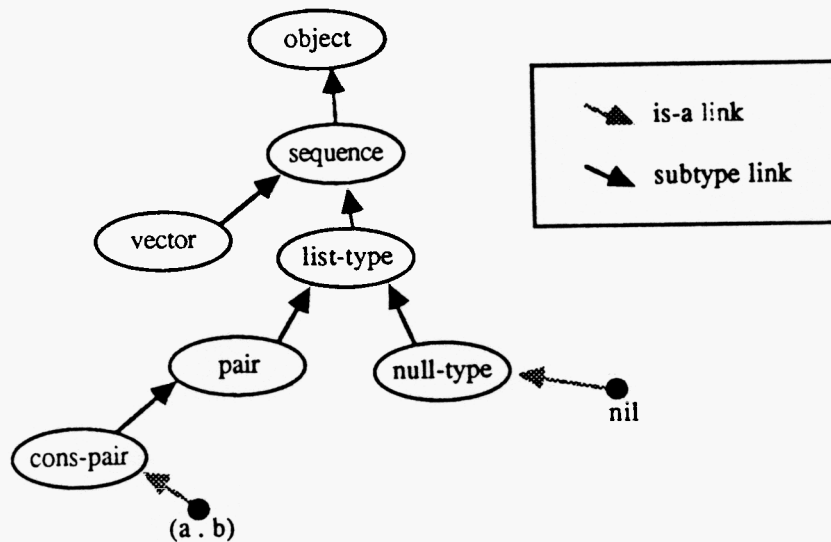 object
is-a link
sequence
subtype link
vector
list-type
pair
null-type
nil
cons-pair
(a . b)